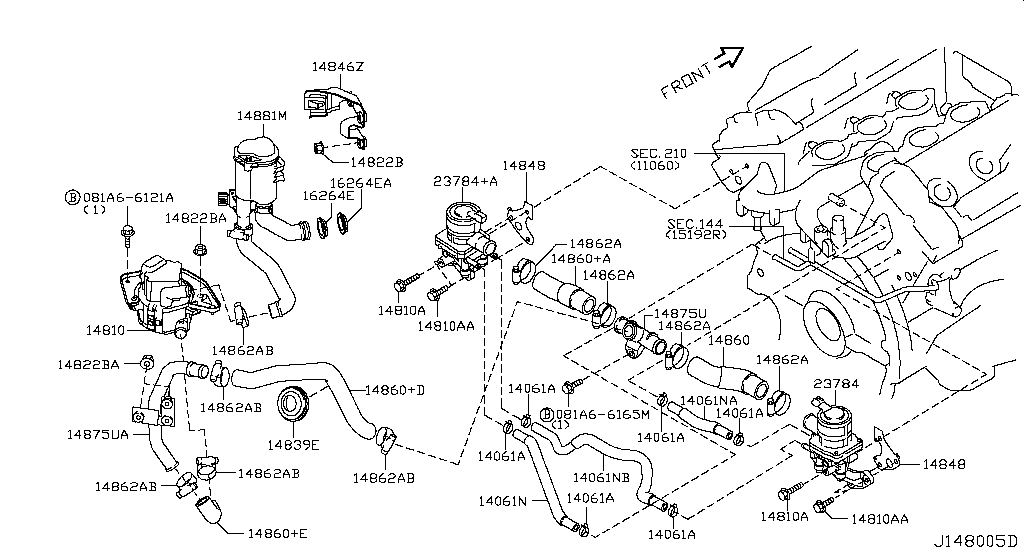 14846Z
FRONT
14881M
14822B
SEC.210
(11060)
14848
23784+A
16264EA
16264E
B 081A6-6121A
(1)
14822BA
SEC.144
(15192R)
14862A
14860+A
14862A
14810A
14810AA
14875U
14862A
14860
14810
14862AB
14862A
14822BA
14860+D
14061A
14061NA
23784
14862AB
B 081A6-6165M
(1)
14061A
14875UA
14839E
14061A
14061A
14848
14862AB
14862AB
14061NB
14862AB
14061N
14061A
14810A
14810AA
14860+E
14061A
J148005D